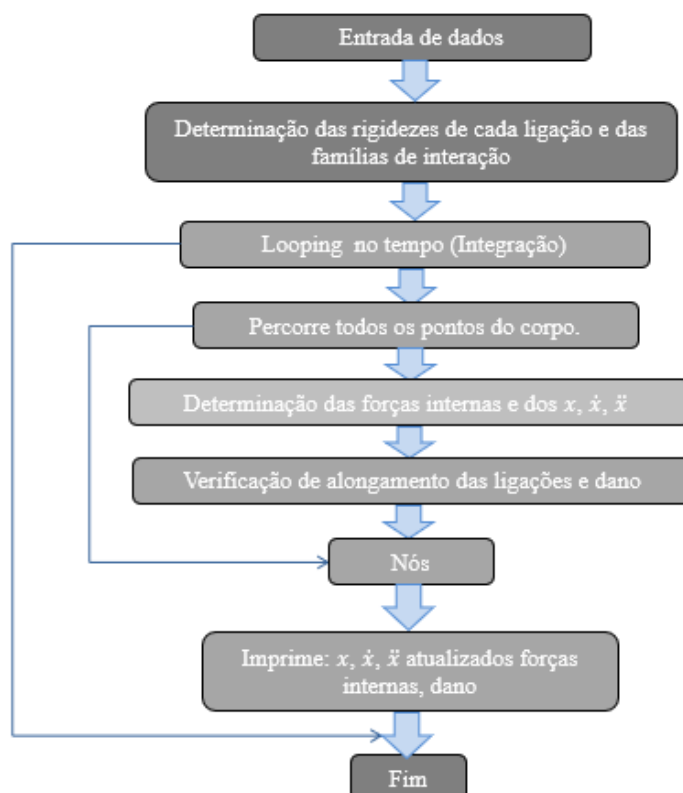 Entrada de dados
Determinação das rigidezes de cada ligação e das
famílias de interação
Looping no tempo (Integração)
Percorre todos os pontos do corpo.
Determinação das forças internas e dos x, ẋ, ẍ
Verificação de alongamento das ligações e dano
Nós
Imprime: x, ẋ, ẍ atualizados forças
internas, dano
Fim